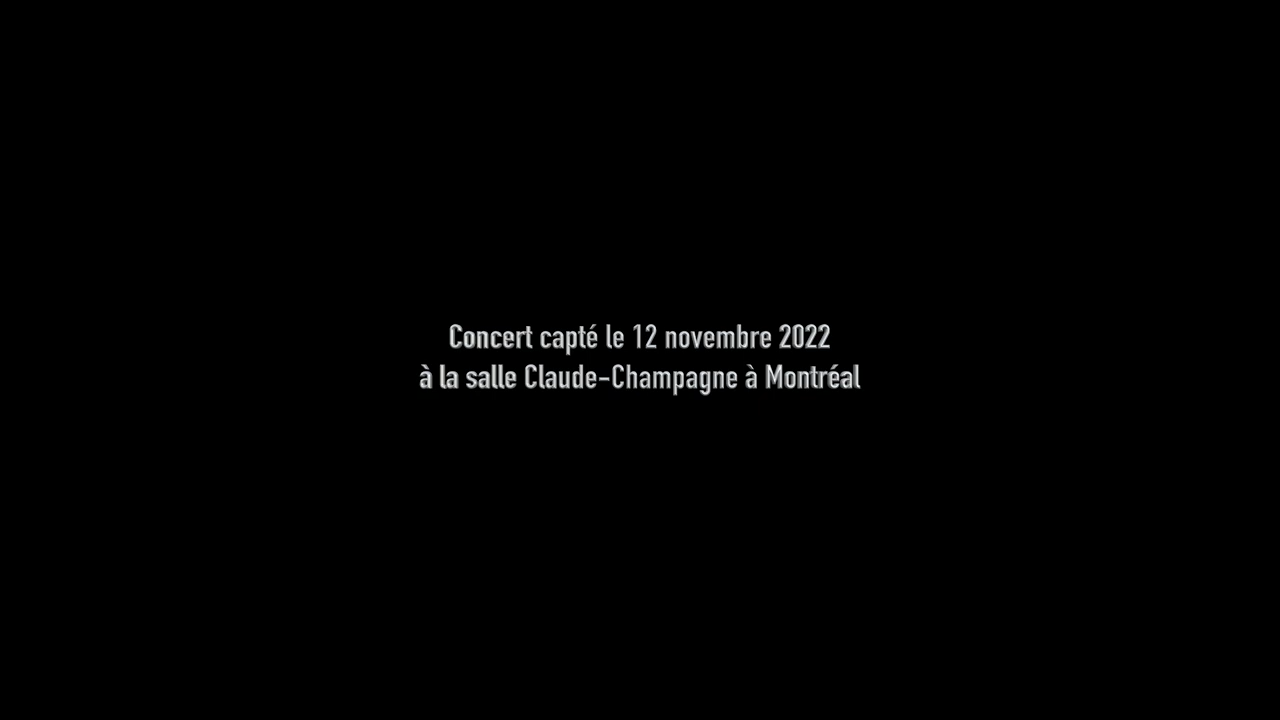 Concert capté le 12 novembre 2022
à la salle Claude-Champagne à Montréal